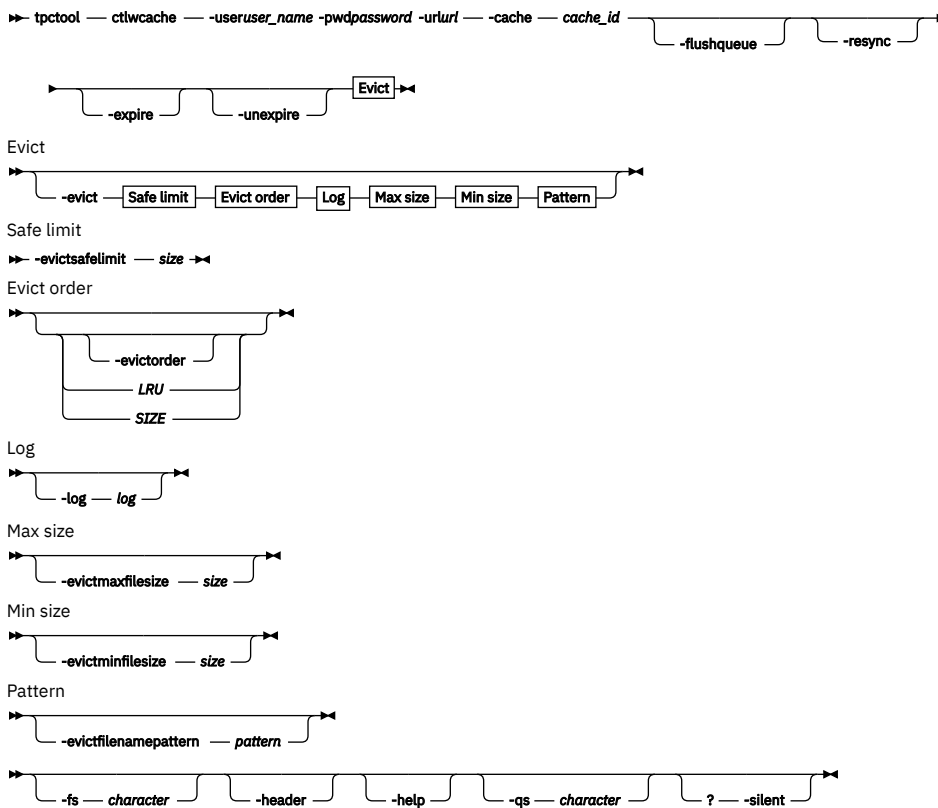 tpctool ctlwcache -useruser_name -pwdpassword -urlurl -cache cache_id
-flushqueue -resync
Evict
-expire -unexpire
Evict
-evict Safe limit Evict order Log Max size Min size Pattern
Safe limit
-evictsafelimit size
Evict order
-evictorder
LRU
SIZE
Log
-log log
Max size
-evictmaxfilesize size
Min size
-evictminfilesize size
Pattern
-evictfilenamepattern pattern
-fs character -header -help -qs character ? -silent